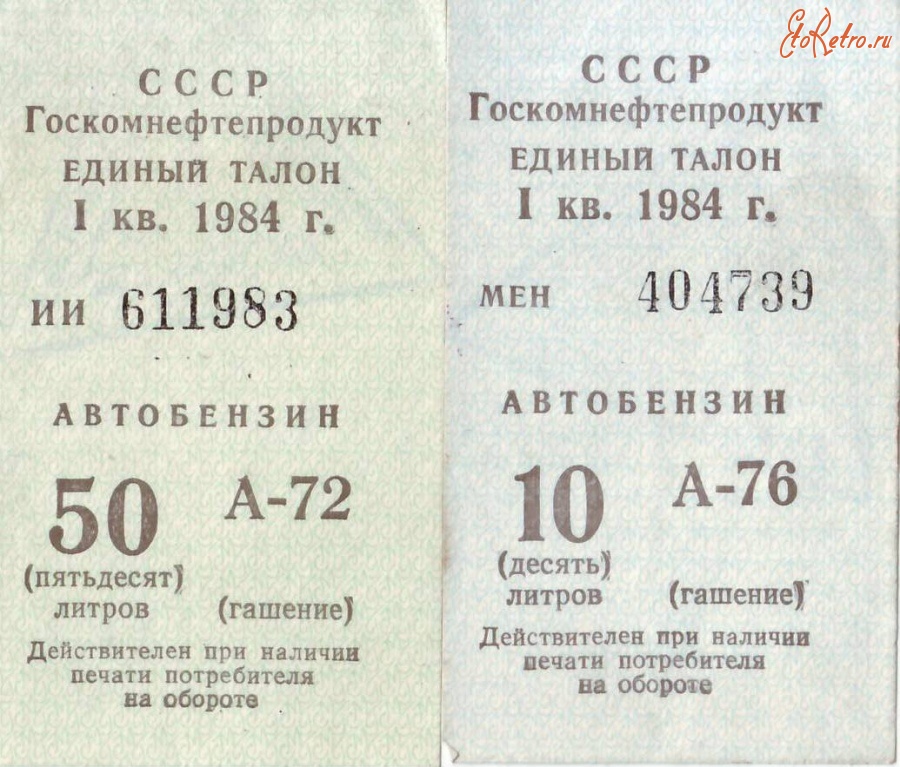 EtoRetro.ru
СССР
Госкомнефтепродукт
ЕДИНЫЙ ТАЛОН
I кв. 1984 г.
ИИ 611983
АВТОБЕНЗИН
50 А-72
(пятьдесят)
литров (гашение)
Действителен при наличии
печати потребителя
на обороте
СССР
Госкомнефтепродукт
ЕДИНЫЙ ТАЛОН
I кв. 1984 г.
МЕН 404739
АВТОБЕНЗИН
10 А-76
(десять)
литров (гашение)
Действителен при наличии
печати потребителя
на обороте